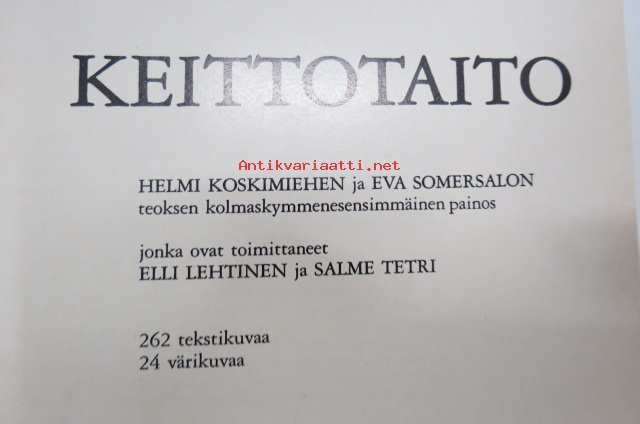 KEITTOTAITO
Antikvariaatti.net
HELMI KOSKIMIEHEN ja EVA SOMERSALON
teoksen kolmaskymmenesensimmäinen painos
jonka ovat toimittaneet
ELLI LEHTINEN ja SALME TETRI
262 tekstikuvaa
24 värikuvaa